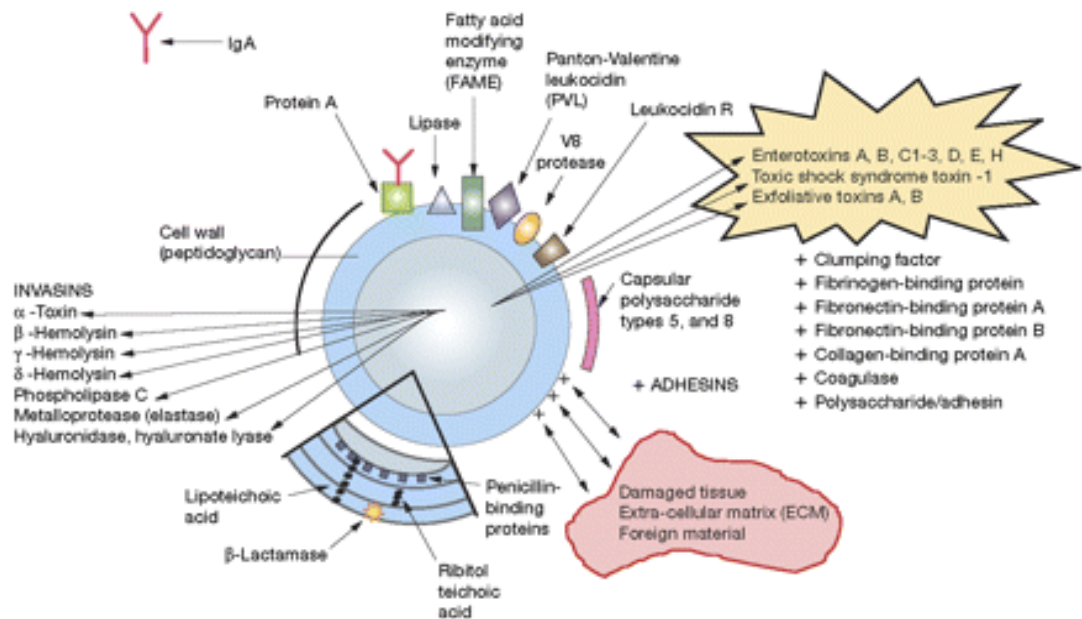 IgA
Fatty acid
modifying
enzyme
(FAME)
Panton-Valentine
leukocidin
(PVL)
Protein A
Lipase
Leukocidin R
V8
protease
Enterotoxins A, B, C1-3, D, E, H
Toxic shock syndrome toxin -1
Exfoliative toxins A, B
Cell wall
(peptidoglycan)
+ Clumping factor
+ Fibrinogen-binding protein
+ Fibronectin-binding protein A
+ Fibronectin-binding protein B
+ Collagen-binding protein A
+ Coagulase
+ Polysaccharide/adhesin
Capsular
polysaccharide
types 5, and 8
INVASINS
α -Toxin
β -Hemolysin
γ -Hemolysin
δ -Hemolysin
Phospholipase C
Metalloprotease (elastase)
Hyaluronidase, hyaluronate lyase
+ ADHESINS
+
+
+
Lipoteichoic
acid
Penicillin-
binding
proteins
β-Lactamase
Ribitol
teichoic
acid
Damaged tissue
Extra-cellular matrix (ECM)
Foreign material